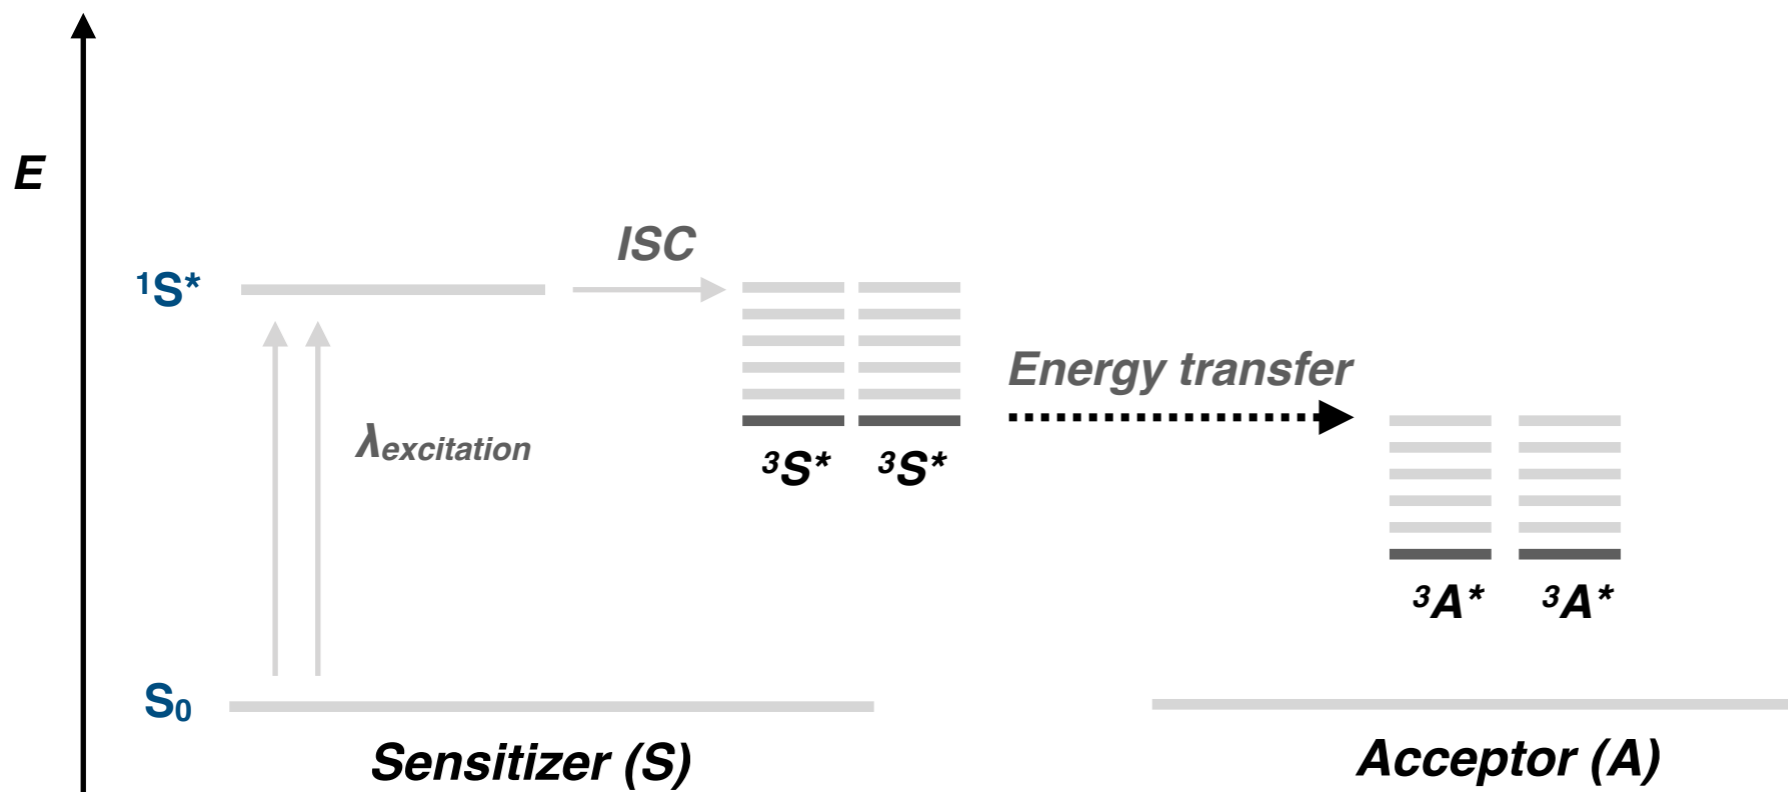 E
ISC
¹S*
Energy transfer
λexcitation
³S* ³S*
³A* ³A*
S₀
Sensitizer (S)
Acceptor (A)